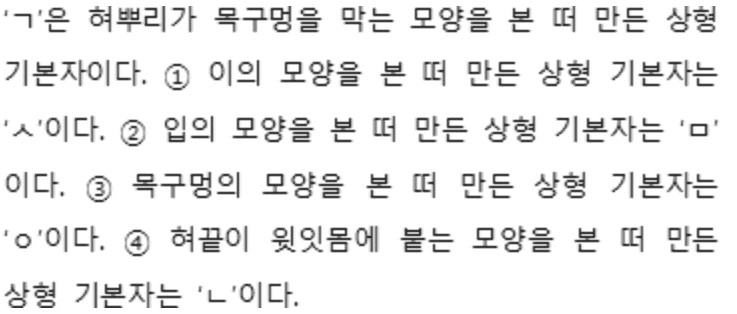 ‘ㄱ’은 혀뿌리가 목구멍을 막는 모양을 본 떠 만든 상형
기본자이다. ① 이의 모양을 본 떠 만든 상형 기본자는
‘ㅅ’이다. ② 입의 모양을 본 떠 만든 상형 기본자는 ‘ㅁ’
이다. ③ 목구멍의 모양을 본 떠 만든 상형 기본자는
‘ㅇ’이다. ④ 혀끝이 윗잇몸에 붙는 모양을 본 떠 만든
상형 기본자는 ‘ㄴ’이다.